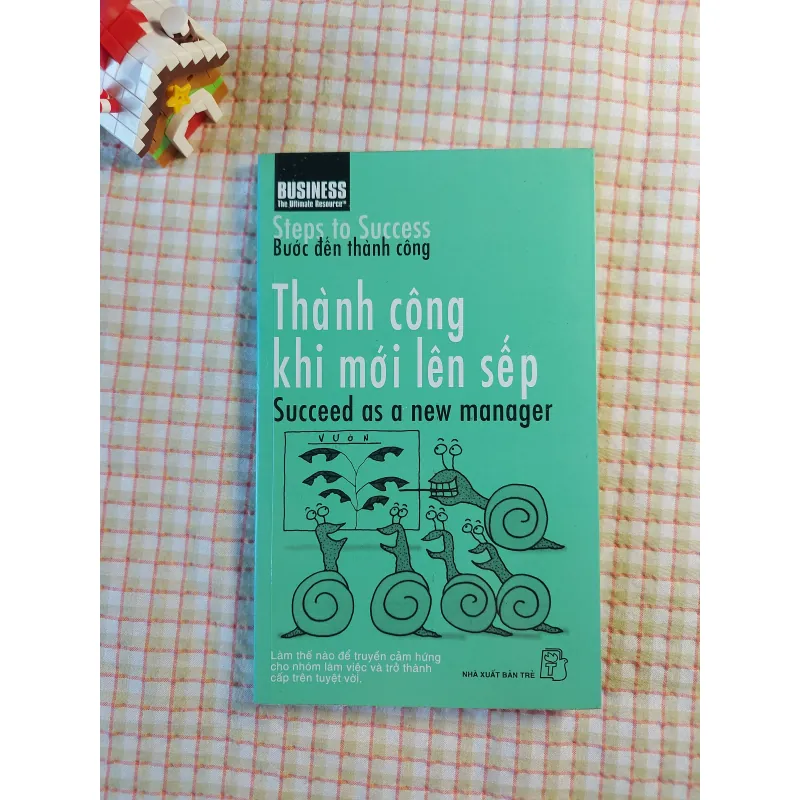 BUSINESS
The Ultimate Resource™
Steps to Success
Bước đến thành công
Thành công
khi mới lên sếp
Succeed as a new manager
VƯỜN
Làm thế nào để truyền cảm hứng
cho nhóm làm việc và trở thành
cấp trên tuyệt vời.
NHÀ XUẤT BẢN TRẺ
T